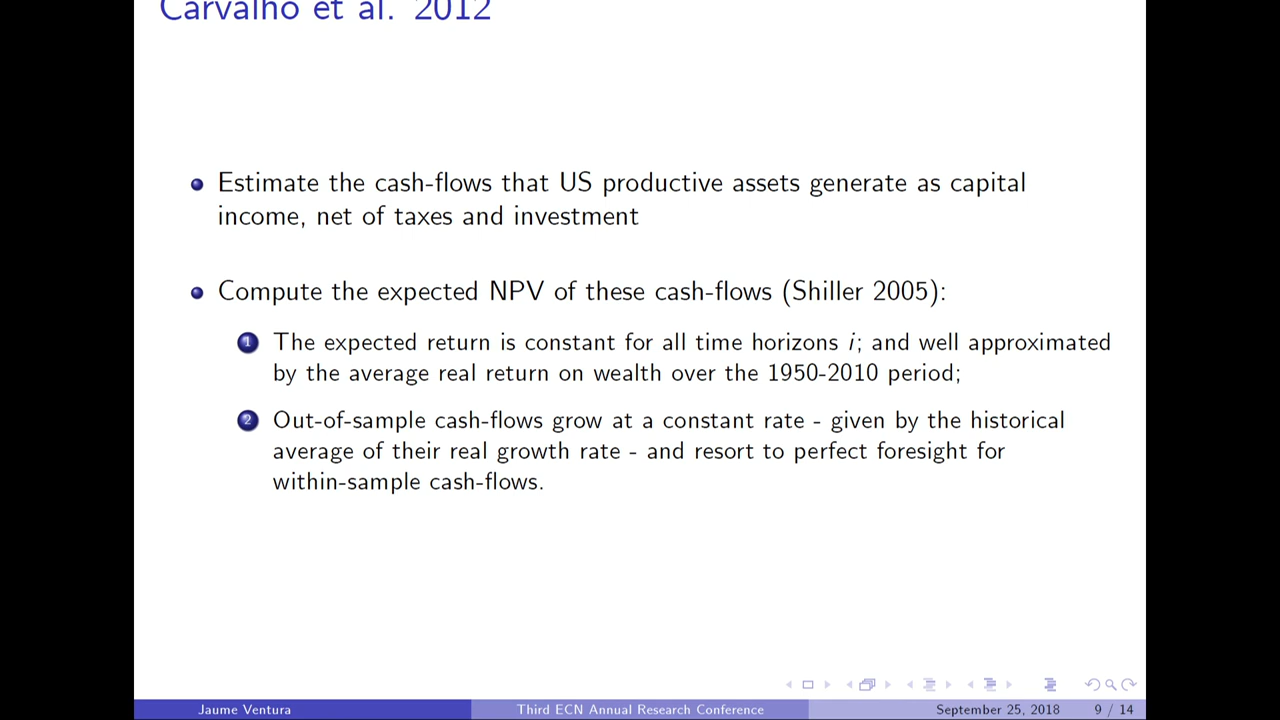 Carvalho et al. 2012
Estimate the cash-flows that US productive assets generate as capital
income, net of taxes and investment
Compute the expected NPV of these cash-flows (Shiller 2005):
1 The expected return is constant for all time horizons i; and well approximated
by the average real return on wealth over the 1950-2010 period;
2 Out-of-sample cash-flows grow at a constant rate - given by the historical
average of their real growth rate - and resort to perfect foresight for
within-sample cash-flows.
Jaume Ventura Third ECN Annual Research Conference September 25, 2018 9 / 14